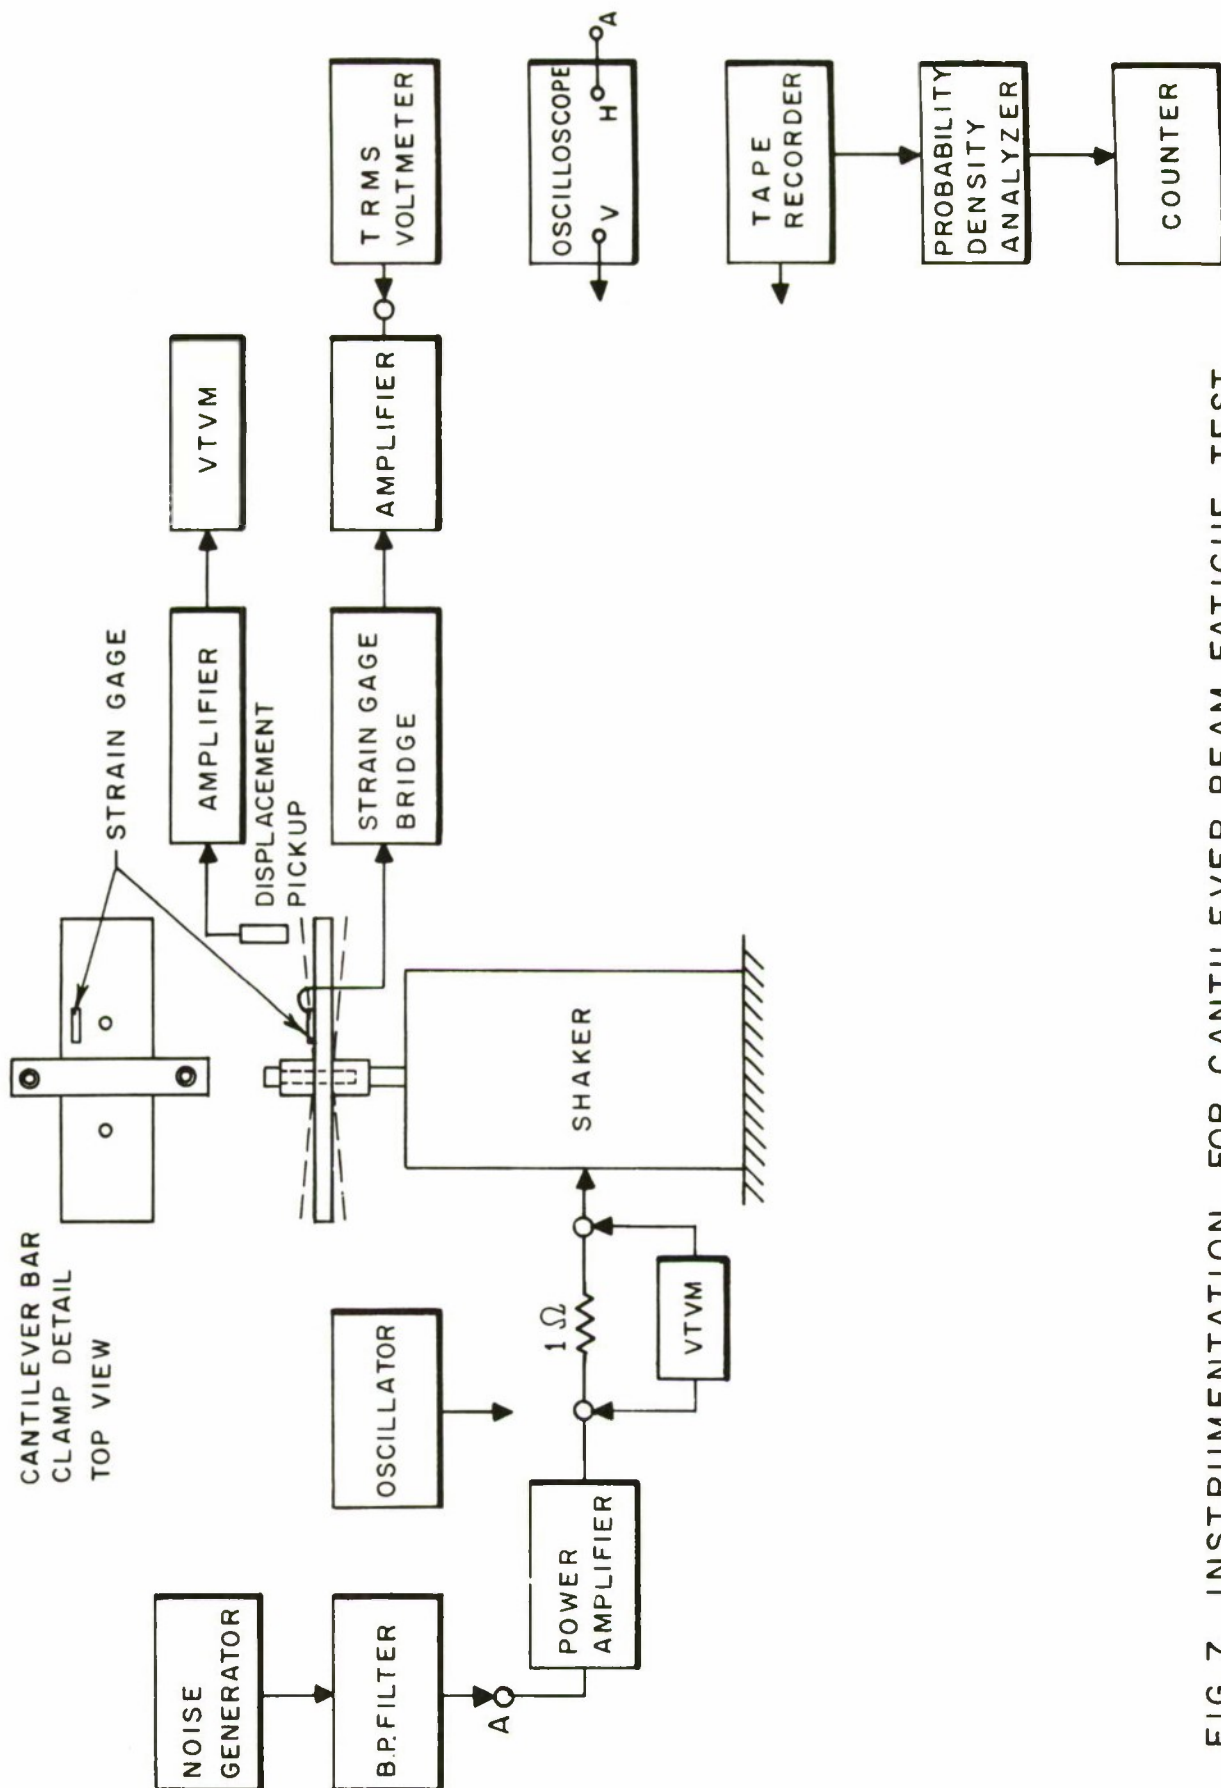 CANTILEVER BAR
CLAMP DETAIL
TOP VIEW
STRAIN GAGE
NOISE
GENERATOR
B.P. FILTER
A
OSCILLATOR
POWER
AMPLIFIER
1 Ω
VTVM
SHAKER
DISPLACEMENT
PICKUP
AMPLIFIER
VTVM
STRAIN GAGE
BRIDGE
AMPLIFIER
TRMS
VOLTMETER
OSCILLOSCOPE
V
H
A
TAPE
RECORDER
PROBABILITY
DENSITY
ANALYZER
COUNTER
FIG. 7 INSTRUMENTATION FOR CANTILEVER BEAM FATIGUE TEST